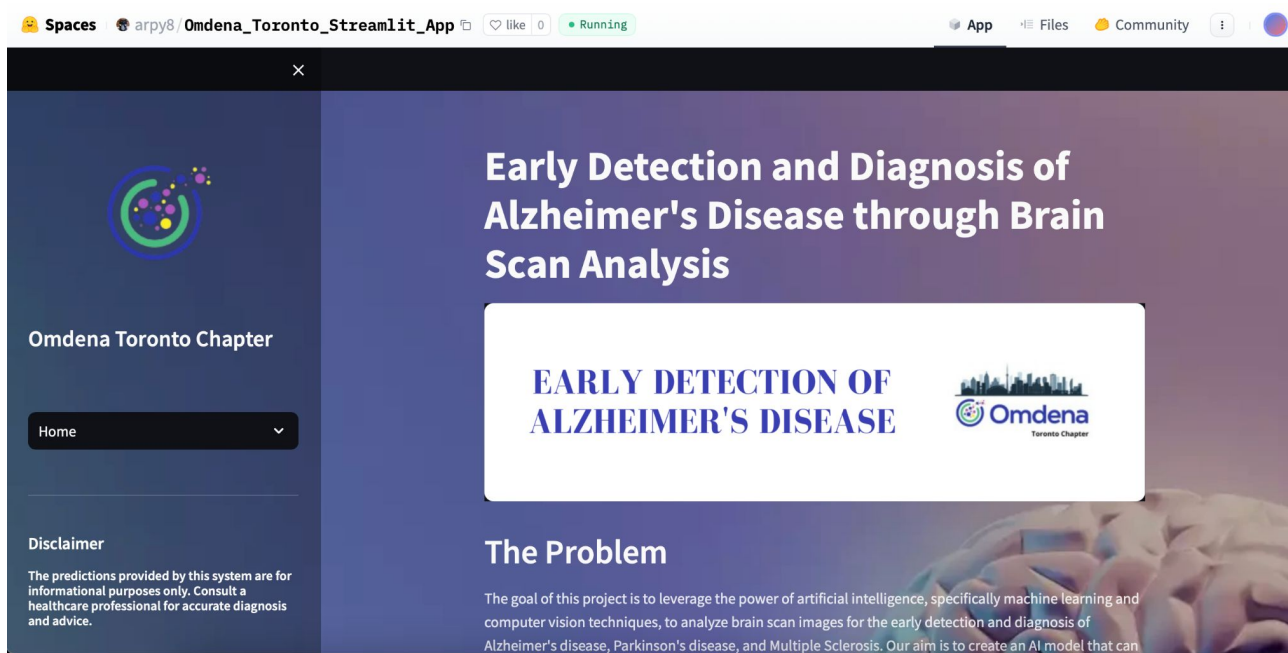 Spaces arpy8/Omdena_Toronto_Streamlit_App like 0 Running App Files Community
Omdena Toronto Chapter
Home
Disclaimer
The predictions provided by this system are for
informational purposes only. Consult a
healthcare professional for accurate diagnosis
and advice.
Early Detection and Diagnosis of
Alzheimer's Disease through Brain
Scan Analysis
EARLY DETECTION OF
ALZHEIMER'S DISEASE
Omdena
Toronto Chapter
The Problem
The goal of this project is to leverage the power of artificial intelligence, specifically machine learning and
computer vision techniques, to analyze brain scan images for the early detection and diagnosis of
Alzheimer's disease, Parkinson's disease, and Multiple Sclerosis. Our aim is to create an AI model that can